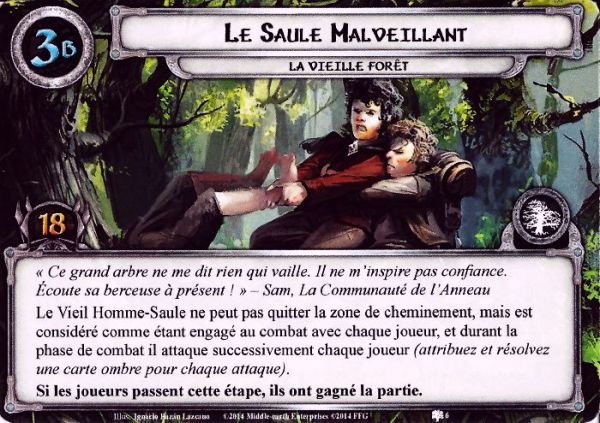 3B
LE SAULE MALVEILLANT
LA VIEILLE FORÊT
18
« Ce grand arbre ne me dit rien qui vaille. Il ne m'inspire pas confiance.
Écoute sa berceuse à présent ! » – Sam, La Communauté de l'Anneau
Le Vieil Homme-Saule ne peut pas quitter la zone de cheminement, mais est
considéré comme étant engagé au combat avec chaque joueur, et durant la
phase de combat il attaque successivement chaque joueur (attribuez et résolvez
une carte ombre pour chaque attaque).
Si les joueurs passent cette étape, ils ont gagné la partie.
Illus. Ignacio Bazán Lazcano ©2014 Middle-earth Enterprises ©2014 FFG 6